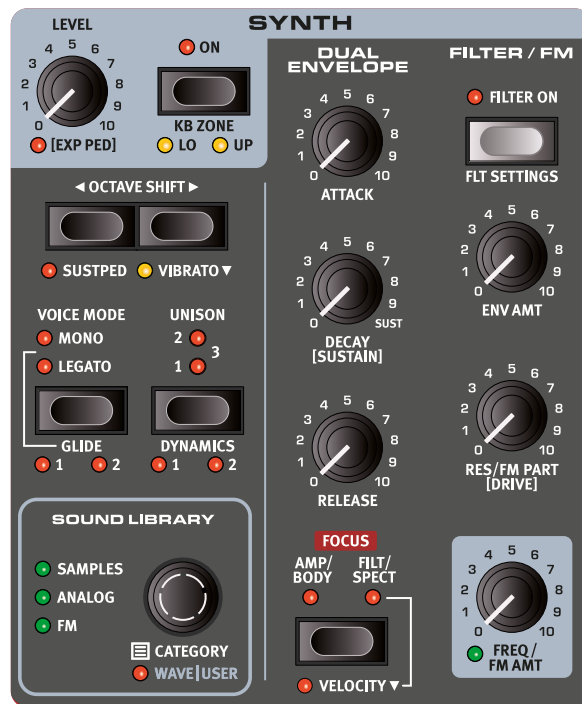 SYNTH
LEVEL
0 1 2 3 4 5 6 7 8 9 10
[EXP PED]
ON
KB ZONE
LO UP
◄ OCTAVE SHIFT ►
SUSTPED VIBRATO ▼
VOICE MODE
MONO
LEGATO
GLIDE
1 2
UNISON
2
3
1
DYNAMICS
1 2
SOUND LIBRARY
SAMPLES
ANALOG
FM
CATEGORY
WAVE|USER
DUAL
ENVELOPE
0 1 2 3 4 5 6 7 8 9 10
ATTACK
0 1 2 3 4 5 6 7 8 9 SUST
DECAY
[SUSTAIN]
0 1 2 3 4 5 6 7 8 9 10
RELEASE
FOCUS
AMP/
BODY
FILT/
SPECT
VELOCITY ▼
FILTER / FM
FILTER ON
FLT SETTINGS
0 1 2 3 4 5 6 7 8 9 10
ENV AMT
0 1 2 3 4 5 6 7 8 9 10
RES/FM PART
[DRIVE]
0 1 2 3 4 5 6 7 8 9 10
FREQ/
FM AMT